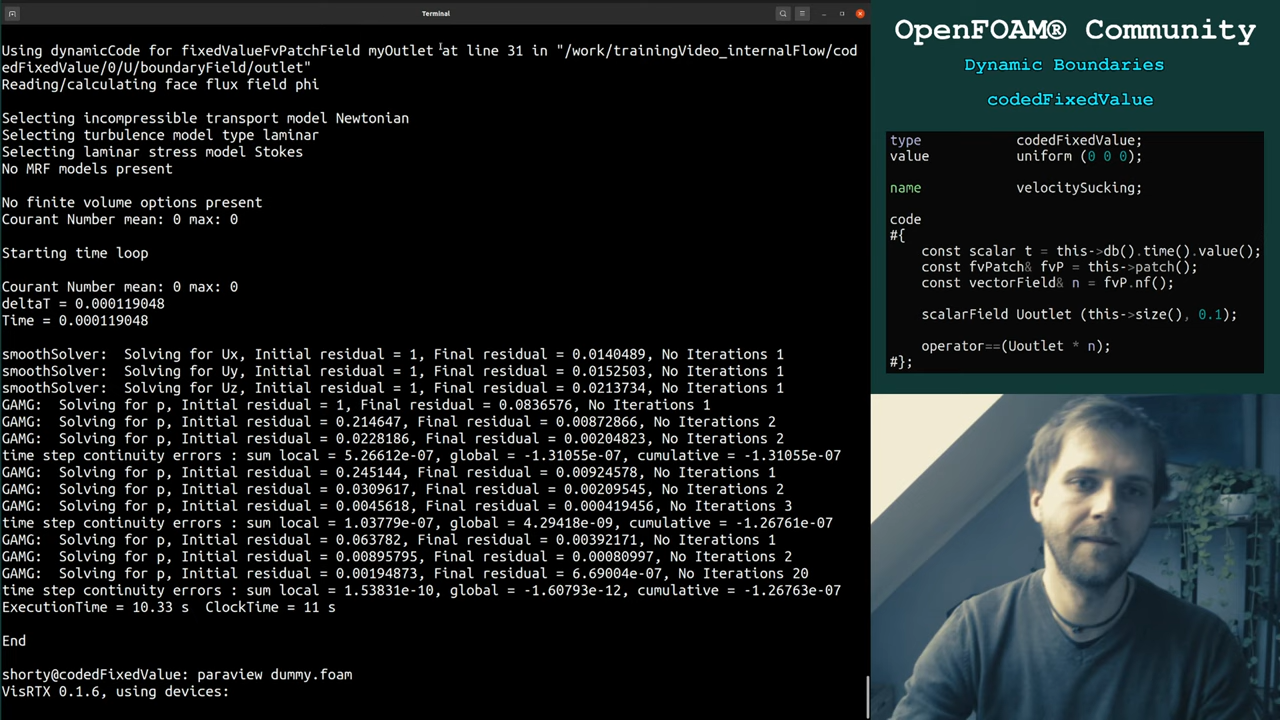 Terminal
Using dynamicCode for fixedValueFvPatchField myOutlet at line 31 in "/work/trainingVideo_internalFlow/cod
edFixedValue/0/U/boundaryField/outlet"
Reading/calculating face flux field phi
Selecting incompressible transport model Newtonian
Selecting turbulence model type laminar
Selecting laminar stress model Stokes
No MRF models present
No finite volume options present
Courant Number mean: 0 max: 0
Starting time loop
Courant Number mean: 0 max: 0
deltaT = 0.000119048
Time = 0.000119048
smoothSolver:  Solving for Ux, Initial residual = 1, Final residual = 0.0140489, No Iterations 1
smoothSolver:  Solving for Uy, Initial residual = 1, Final residual = 0.0152503, No Iterations 1
smoothSolver:  Solving for Uz, Initial residual = 1, Final residual = 0.0213734, No Iterations 1
GAMG:  Solving for p, Initial residual = 1, Final residual = 0.0836576, No Iterations 1
GAMG:  Solving for p, Initial residual = 0.214647, Final residual = 0.00872866, No Iterations 2
GAMG:  Solving for p, Initial residual = 0.0228186, Final residual = 0.00204823, No Iterations 2
time step continuity errors : sum local = 5.26612e-07, global = -1.31055e-07, cumulative = -1.31055e-07
GAMG:  Solving for p, Initial residual = 0.245144, Final residual = 0.00924578, No Iterations 1
GAMG:  Solving for p, Initial residual = 0.0309617, Final residual = 0.00209545, No Iterations 2
GAMG:  Solving for p, Initial residual = 0.0045618, Final residual = 0.000419456, No Iterations 3
time step continuity errors : sum local = 1.03779e-07, global = 4.29418e-09, cumulative = -1.26761e-07
GAMG:  Solving for p, Initial residual = 0.063782, Final residual = 0.00392171, No Iterations 1
GAMG:  Solving for p, Initial residual = 0.00895795, Final residual = 0.00080997, No Iterations 2
GAMG:  Solving for p, Initial residual = 0.00194873, Final residual = 6.69004e-07, No Iterations 20
time step continuity errors : sum local = 1.53831e-10, global = -1.60793e-12, cumulative = -1.26763e-07
ExecutionTime = 10.33 s  ClockTime = 11 s
End
shorty@codedFixedValue: paraview dummy.foam
VisRTX 0.1.6, using devices:
OpenFOAM® Community
Dynamic Boundaries
codedFixedValue
type codedFixedValue;
value uniform (0 0 0);
name velocitySucking;
code
#{
const scalar t = this->db().time().value();
const fvPatch& fvP = this->patch();
const vectorField& n = fvP.nf();
scalarField Uoutlet (this->size(), 0.1);
operator==(Uoutlet * n);
#};